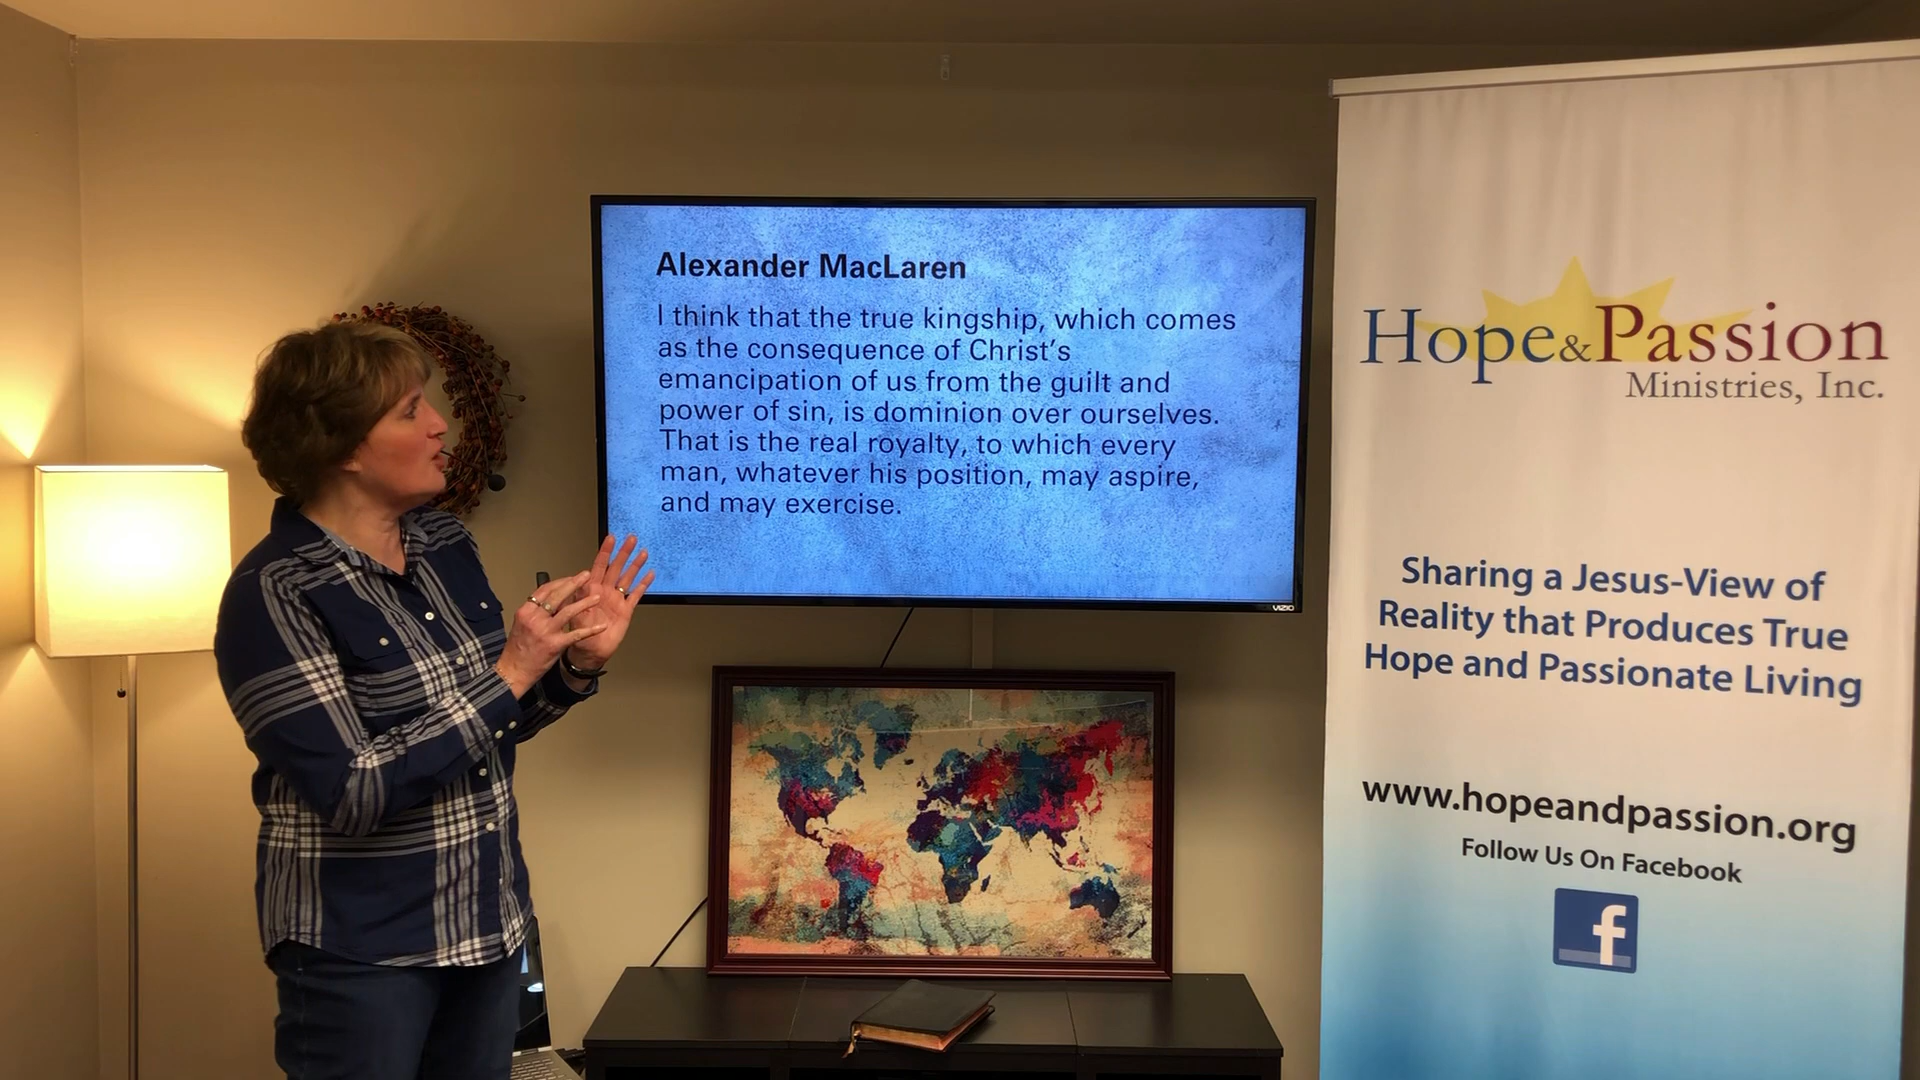 Alexander MacLaren
I think that the true kingship, which comes
as the consequence of Christ's
emancipation of us from the guilt and
power of sin, is dominion over ourselves.
That is the real royalty, to which every
man, whatever his position, may aspire,
and may exercise.
VIZIO
Hope&Passion
Ministries, Inc.
Sharing a Jesus-View of
Reality that Produces True
Hope and Passionate Living
www.hopeandpassion.org
Follow Us On Facebook
f